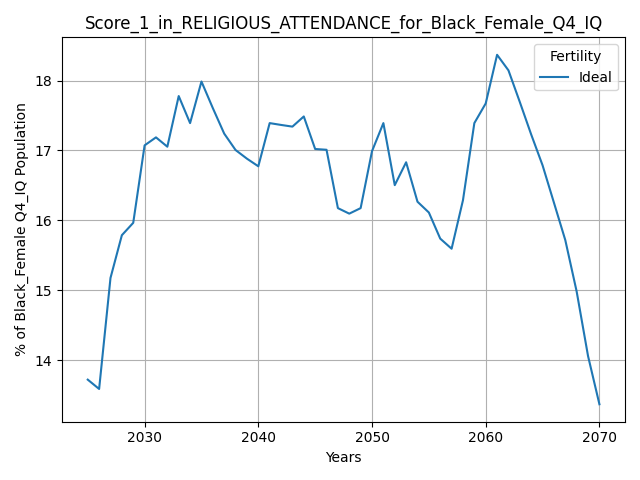 Score_1_in_RELIGIOUS_ATTENDANCE_for_Black_Female_Q4_IQ
Fertility
Ideal
% of Black_Female Q4_IQ Population
18
17
16
15
14
2030 2040 2050 2060 2070
Years